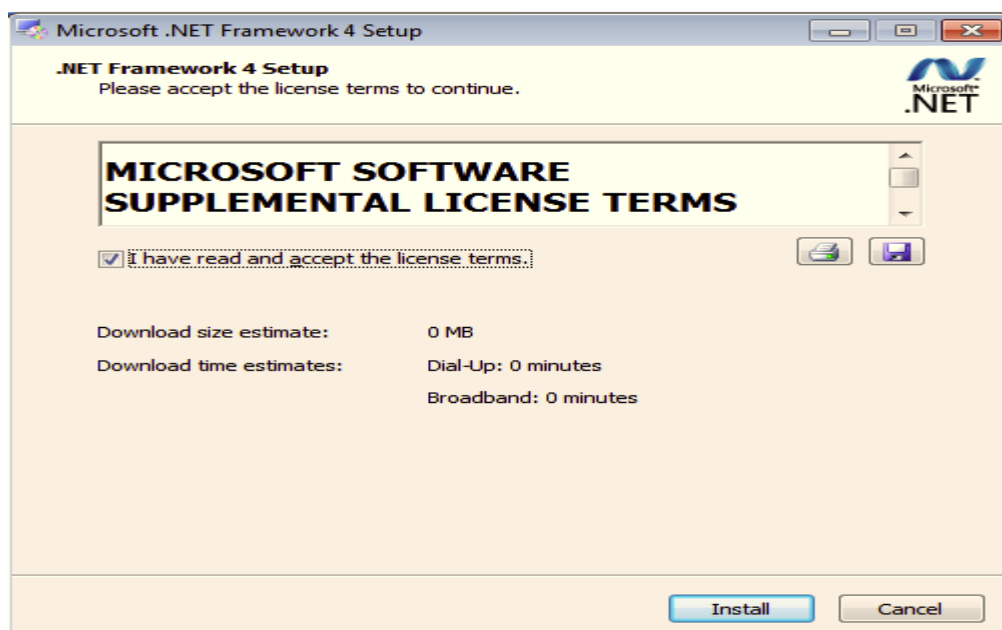 Microsoft .NET Framework 4 Setup
.NET Framework 4 Setup
Please accept the license terms to continue.
Microsoft
.NET
MICROSOFT SOFTWARE
SUPPLEMENTAL LICENSE TERMS
I have read and accept the license terms.
Download size estimate: 0 MB
Download time estimates: Dial-Up: 0 minutes
Broadband: 0 minutes
Install Cancel